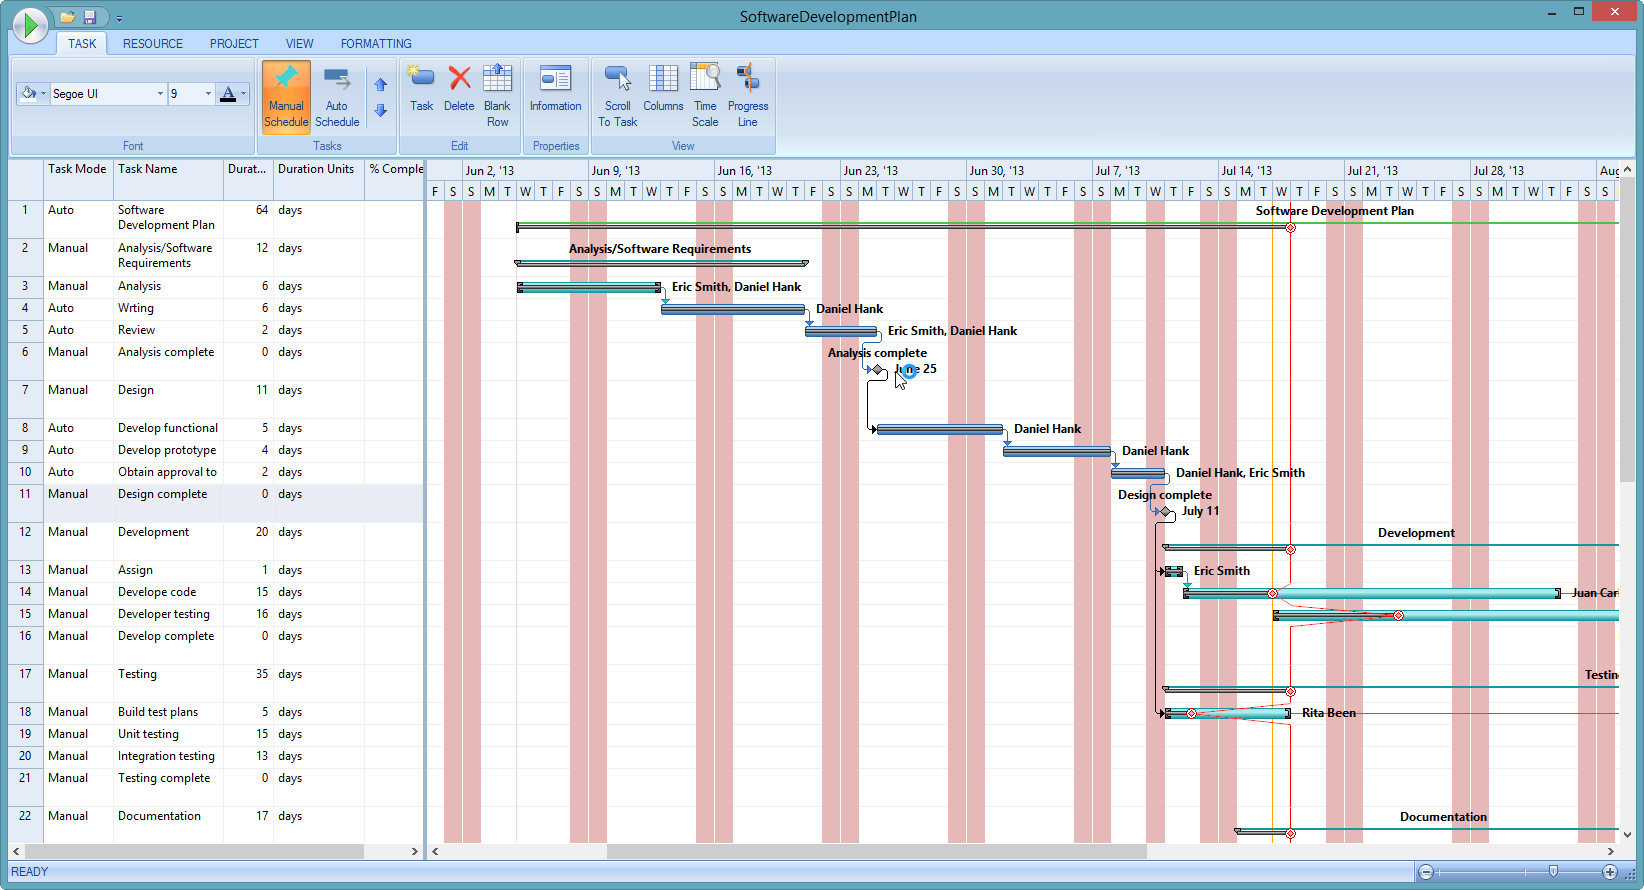 SoftwareDevelopmentPlan
TASK RESOURCE PROJECT VIEW FORMATTING
Segoe UI 9 A
Manual Schedule
Auto Schedule
Task Delete Blank Row
Information
Scroll To Task
Columns
Time Scale
Progress Line
Font Tasks Edit Properties View
Task Mode Task Name Durat... Duration Units % Comple
Jun 2, '13 Jun 9, '13 Jun 16, '13 Jun 23, '13 Jun 30, '13 Jul 7, '13 Jul 14, '13 Jul 21, '13 Jul 28, '13 Aug
F S S M T W T F S S M T W T F S S M T W T F S S M T W T F S S M T W T F S S M T W T F S S M T W T F S S M T W T F S S M T W T F S S
1 Auto Software Development Plan 64 days
Software Development Plan
2 Manual Analysis/Software Requirements 12 days
Analysis/Software Requirements
3 Manual Analysis 6 days Eric Smith, Daniel Hank
4 Auto Wrting 6 days Daniel Hank
5 Auto Review 2 days Eric Smith, Daniel Hank
6 Manual Analysis complete 0 days Analysis complete
June 25
7 Manual Design 11 days
8 Auto Develop functional 5 days Daniel Hank
9 Auto Develop prototype 4 days Daniel Hank
10 Auto Obtain approval to 2 days Daniel Hank, Eric Smith
11 Manual Design complete 0 days Design complete
July 11
12 Manual Development 20 days Development
13 Manual Assign 1 days Eric Smith
14 Manual Develope code 15 days Juan Car
15 Manual Developer testing 16 days
16 Manual Develop complete 0 days
17 Manual Testing 35 days Testing
18 Manual Build test plans 5 days Rita Been
19 Manual Unit testing 15 days
20 Manual Integration testing 13 days
21 Manual Testing complete 0 days
22 Manual Documentation 17 days Documentation
READY